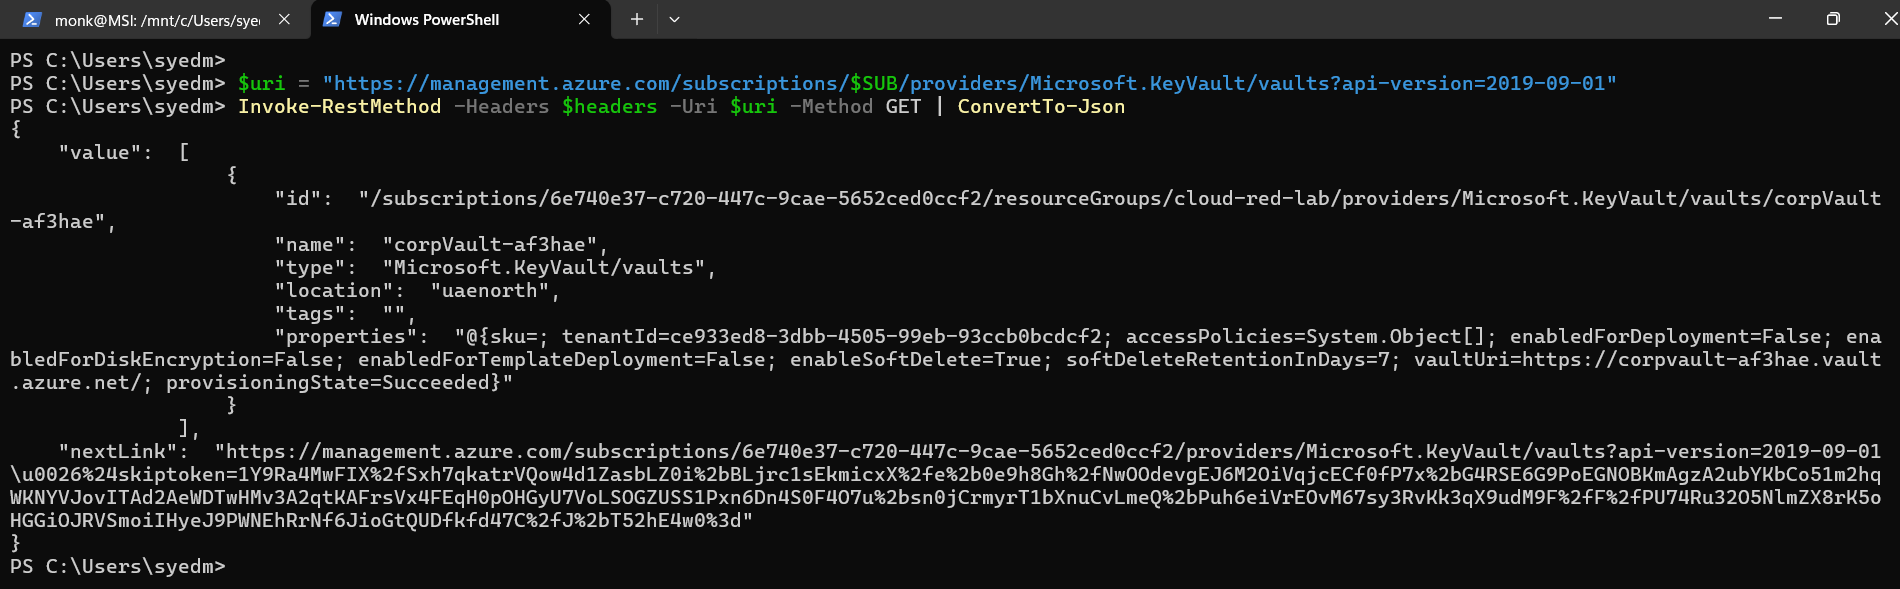 monk@MSI: /mnt/c/Users/sye
Windows PowerShell
PS C:\Users\syedm>
PS C:\Users\syedm> $uri = "https://management.azure.com/subscriptions/$SUB/providers/Microsoft.KeyVault/vaults?api-version=2019-09-01"
PS C:\Users\syedm> Invoke-RestMethod -Headers $headers -Uri $uri -Method GET | ConvertTo-Json
{
    "value":  [
                  {
                      "id":  "/subscriptions/6e740e37-c720-447c-9cae-5652ced0ccf2/resourceGroups/cloud-red-lab/providers/Microsoft.KeyVault/vaults/corpVault
-af3hae",
                      "name":  "corpVault-af3hae",
                      "type":  "Microsoft.KeyVault/vaults",
                      "location":  "uaenorth",
                      "tags":  "",
                      "properties":  "@{sku=; tenantId=ce933ed8-3dbb-4505-99eb-93ccb0bcdcf2; accessPolicies=System.Object[]; enabledForDeployment=False; ena
bledForDiskEncryption=False; enabledForTemplateDeployment=False; enableSoftDelete=True; softDeleteRetentionInDays=7; vaultUri=https://corpvault-af3hae.vault
.azure.net/; provisioningState=Succeeded}"
                  }
              ],
    "nextLink":  "https://management.azure.com/subscriptions/6e740e37-c720-447c-9cae-5652ced0ccf2/providers/Microsoft.KeyVault/vaults?api-version=2019-09-01
\u0026%24skiptoken=1Y9Ra4MwFIX%2fSxh7qkatrVQow4d1ZasbLZ0i%2bBLjrc1sEkmicxX%2fe%2b0e9h8Gh%2fNwOOdevgEJ6M2OiVqjcECf0fP7x%2bG4RSE6G9PoEGNOBKmAgzA2ubYKbCo51m2hq
WKNYVJovITAd2AeWDTwHMv3A2qtKAFrsVx4FEqH0pOHGyU7VoLSOGZUSS1Pxn6Dn4S0F4O7u%2bsn0jCrmyrT1bXnuCvLmeQ%2bPuh6eiVrEOvM67sy3RvKk3qX9udM9F%2fF%2fPU74Ru32O5NlmZX8rK5o
HGGiOJRVSmoiIHyeJ9PWNEhRrNf6JioGtQUDfkfd47C%2fJ%2bT52hE4w0%3d"
}
PS C:\Users\syedm>